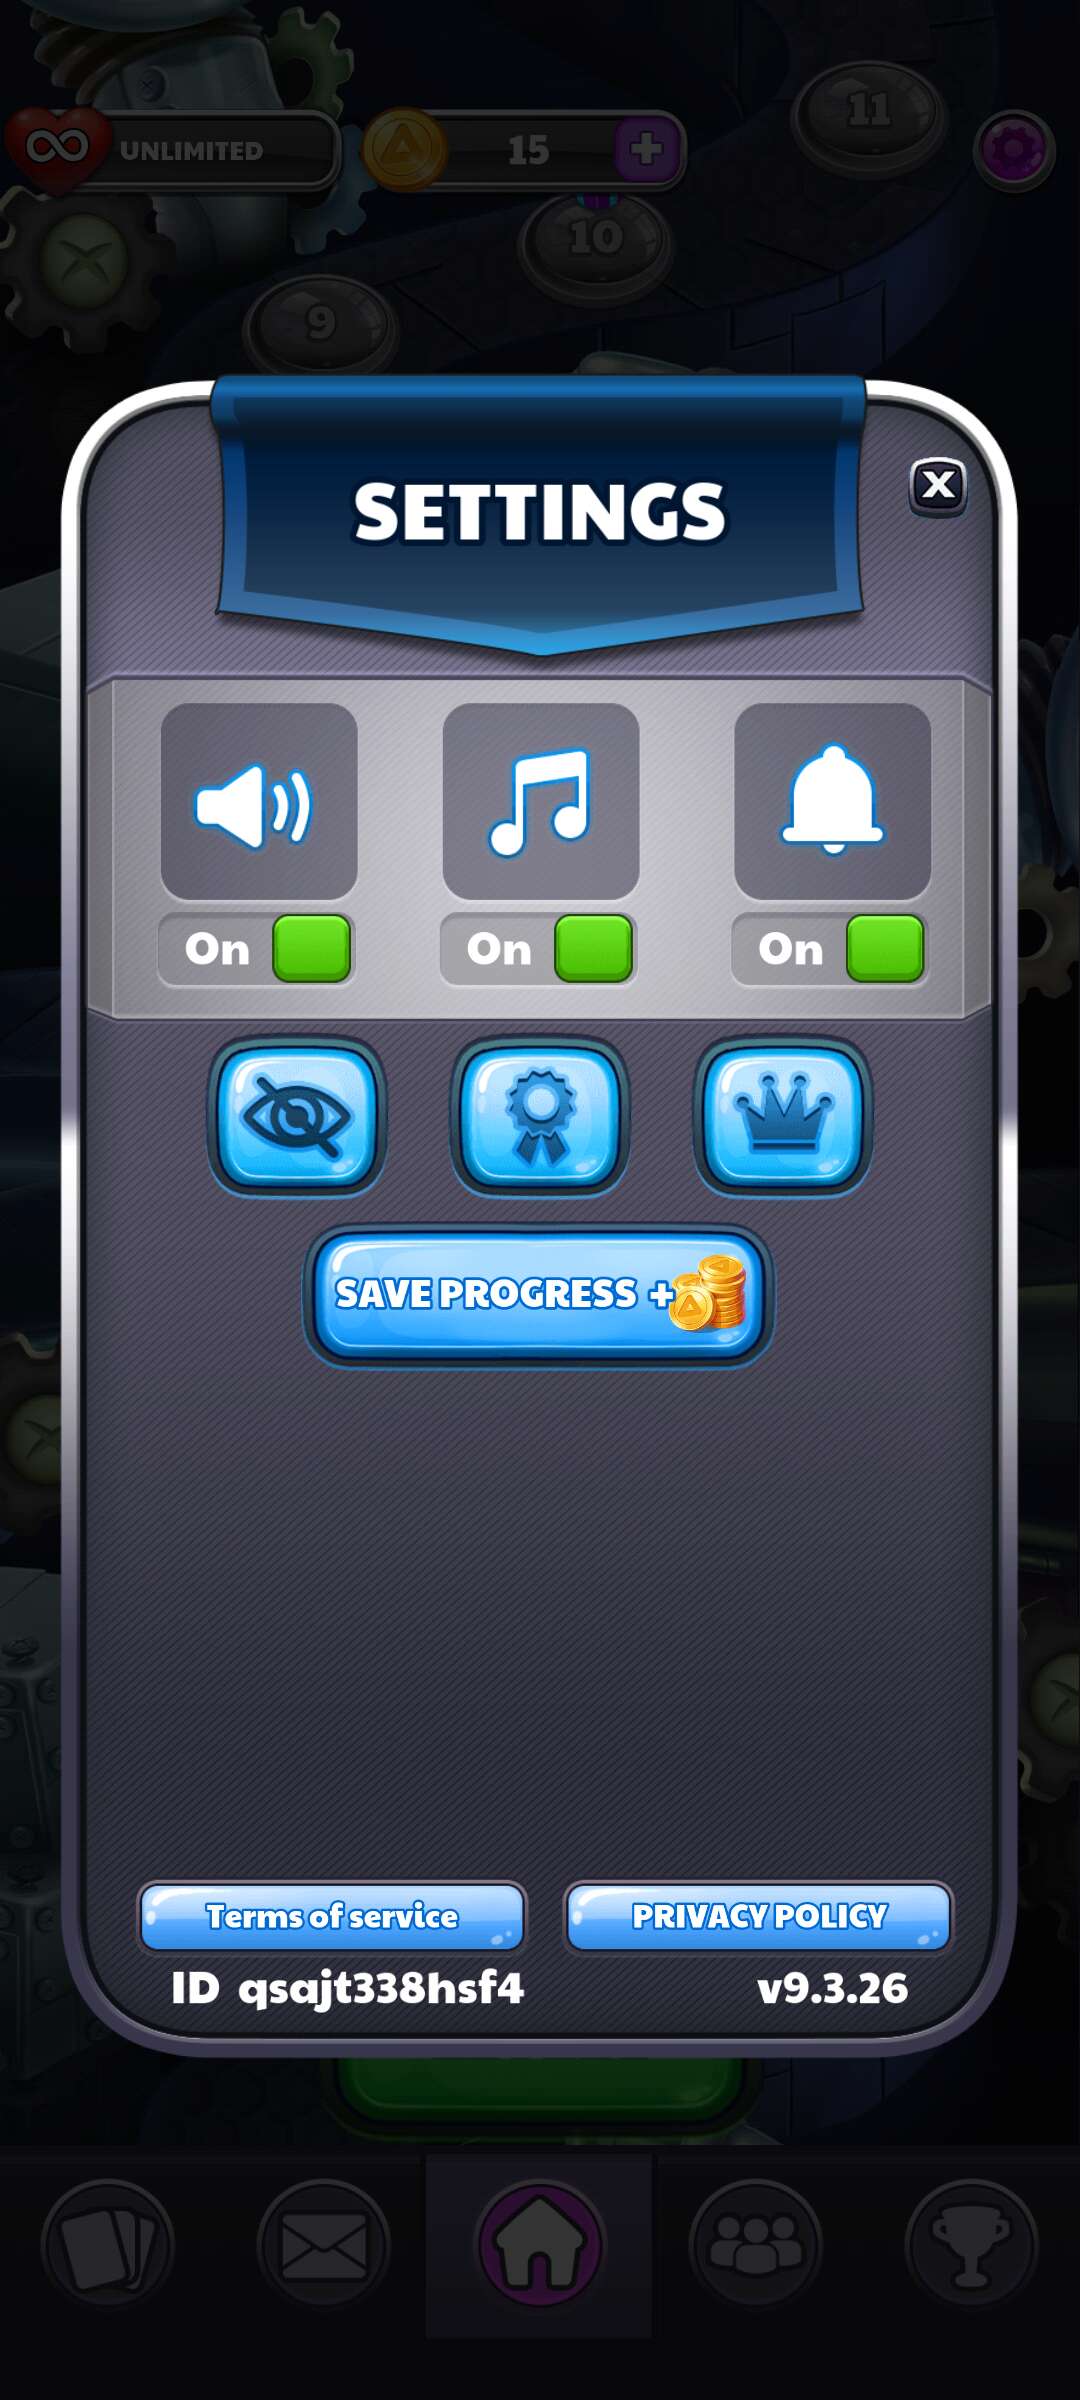 UNLIMITED
15
11
10
9
SETTINGS
X
On
On
On
SAVE PROGRESS +
Terms of service
PRIVACY POLICY
ID qsajt338hsf4
v9.3.26